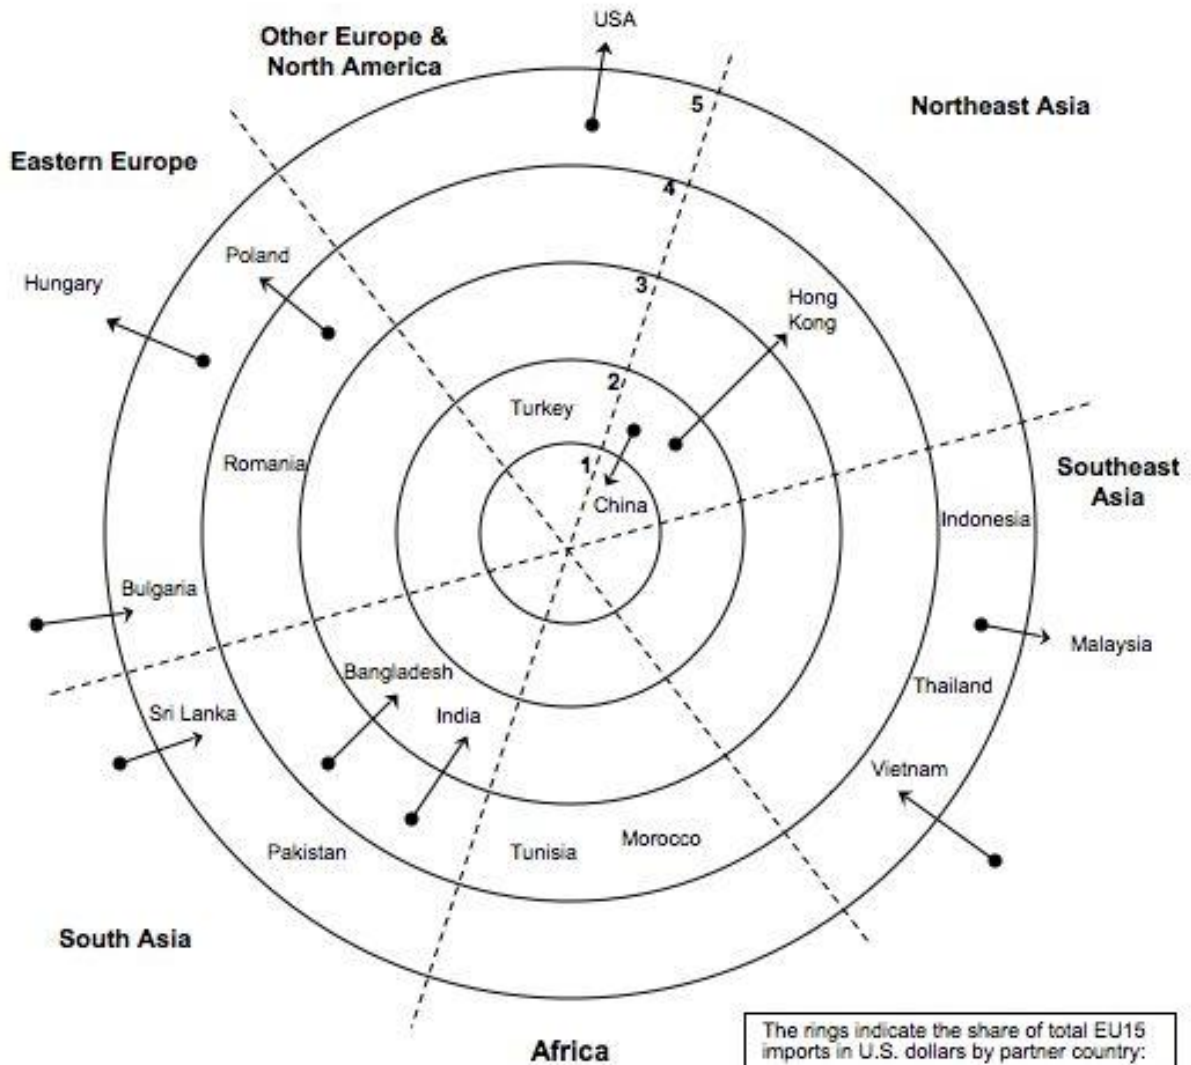 USA
Other Europe &
North America
5
Northeast Asia
Eastern Europe
4
Poland
Hungary
3
Hong
Kong
2
Turkey
1
Romania
China
Southeast
Asia
Indonesia
Bulgaria
Malaysia
Bangladesh
Thailand
Sri Lanka
India
Vietnam
Pakistan
Tunisia
Morocco
South Asia
Africa
The rings indicate the share of total EU15
imports in U.S. dollars by partner country: